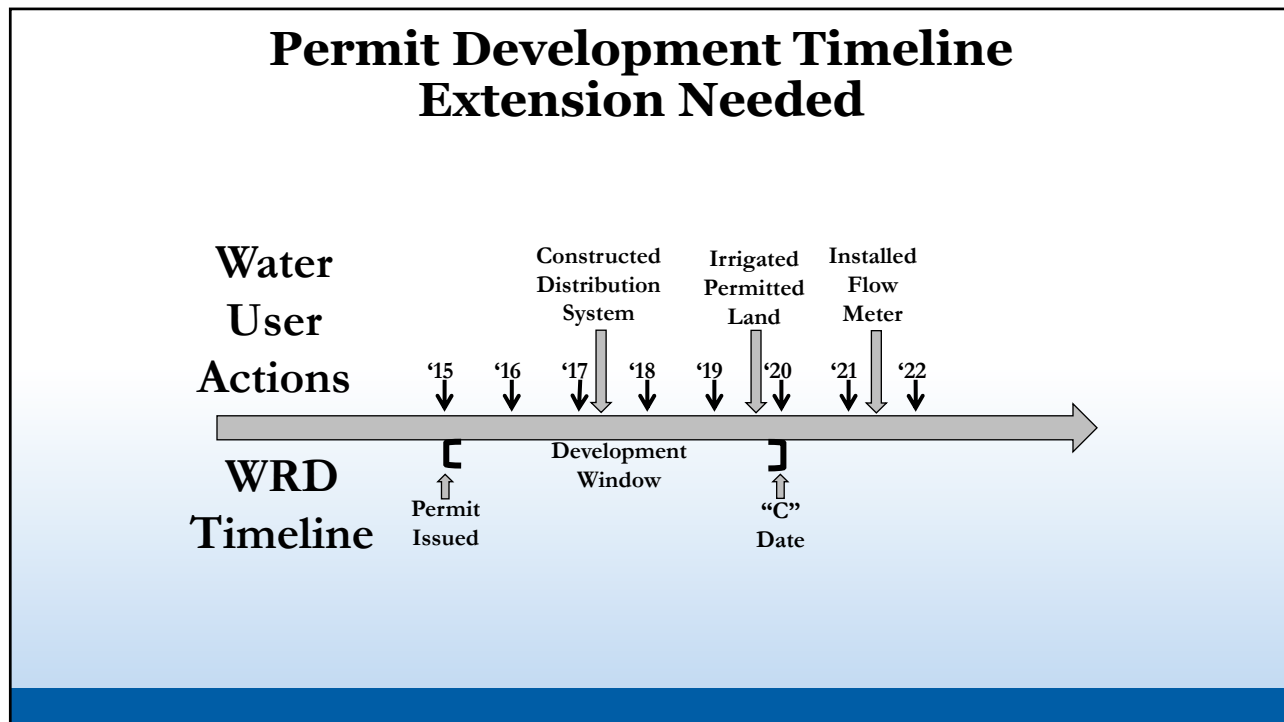 Permit Development Timeline
Extension Needed
Water
User
Actions
Constructed
Distribution
System
Irrigated
Permitted
Land
Installed
Flow
Meter
‘15 ‘16 ‘17 ‘18 ‘19 ‘20 ‘21 ‘22
WRD
Timeline
Permit
Issued
Development
Window
“C”
Date